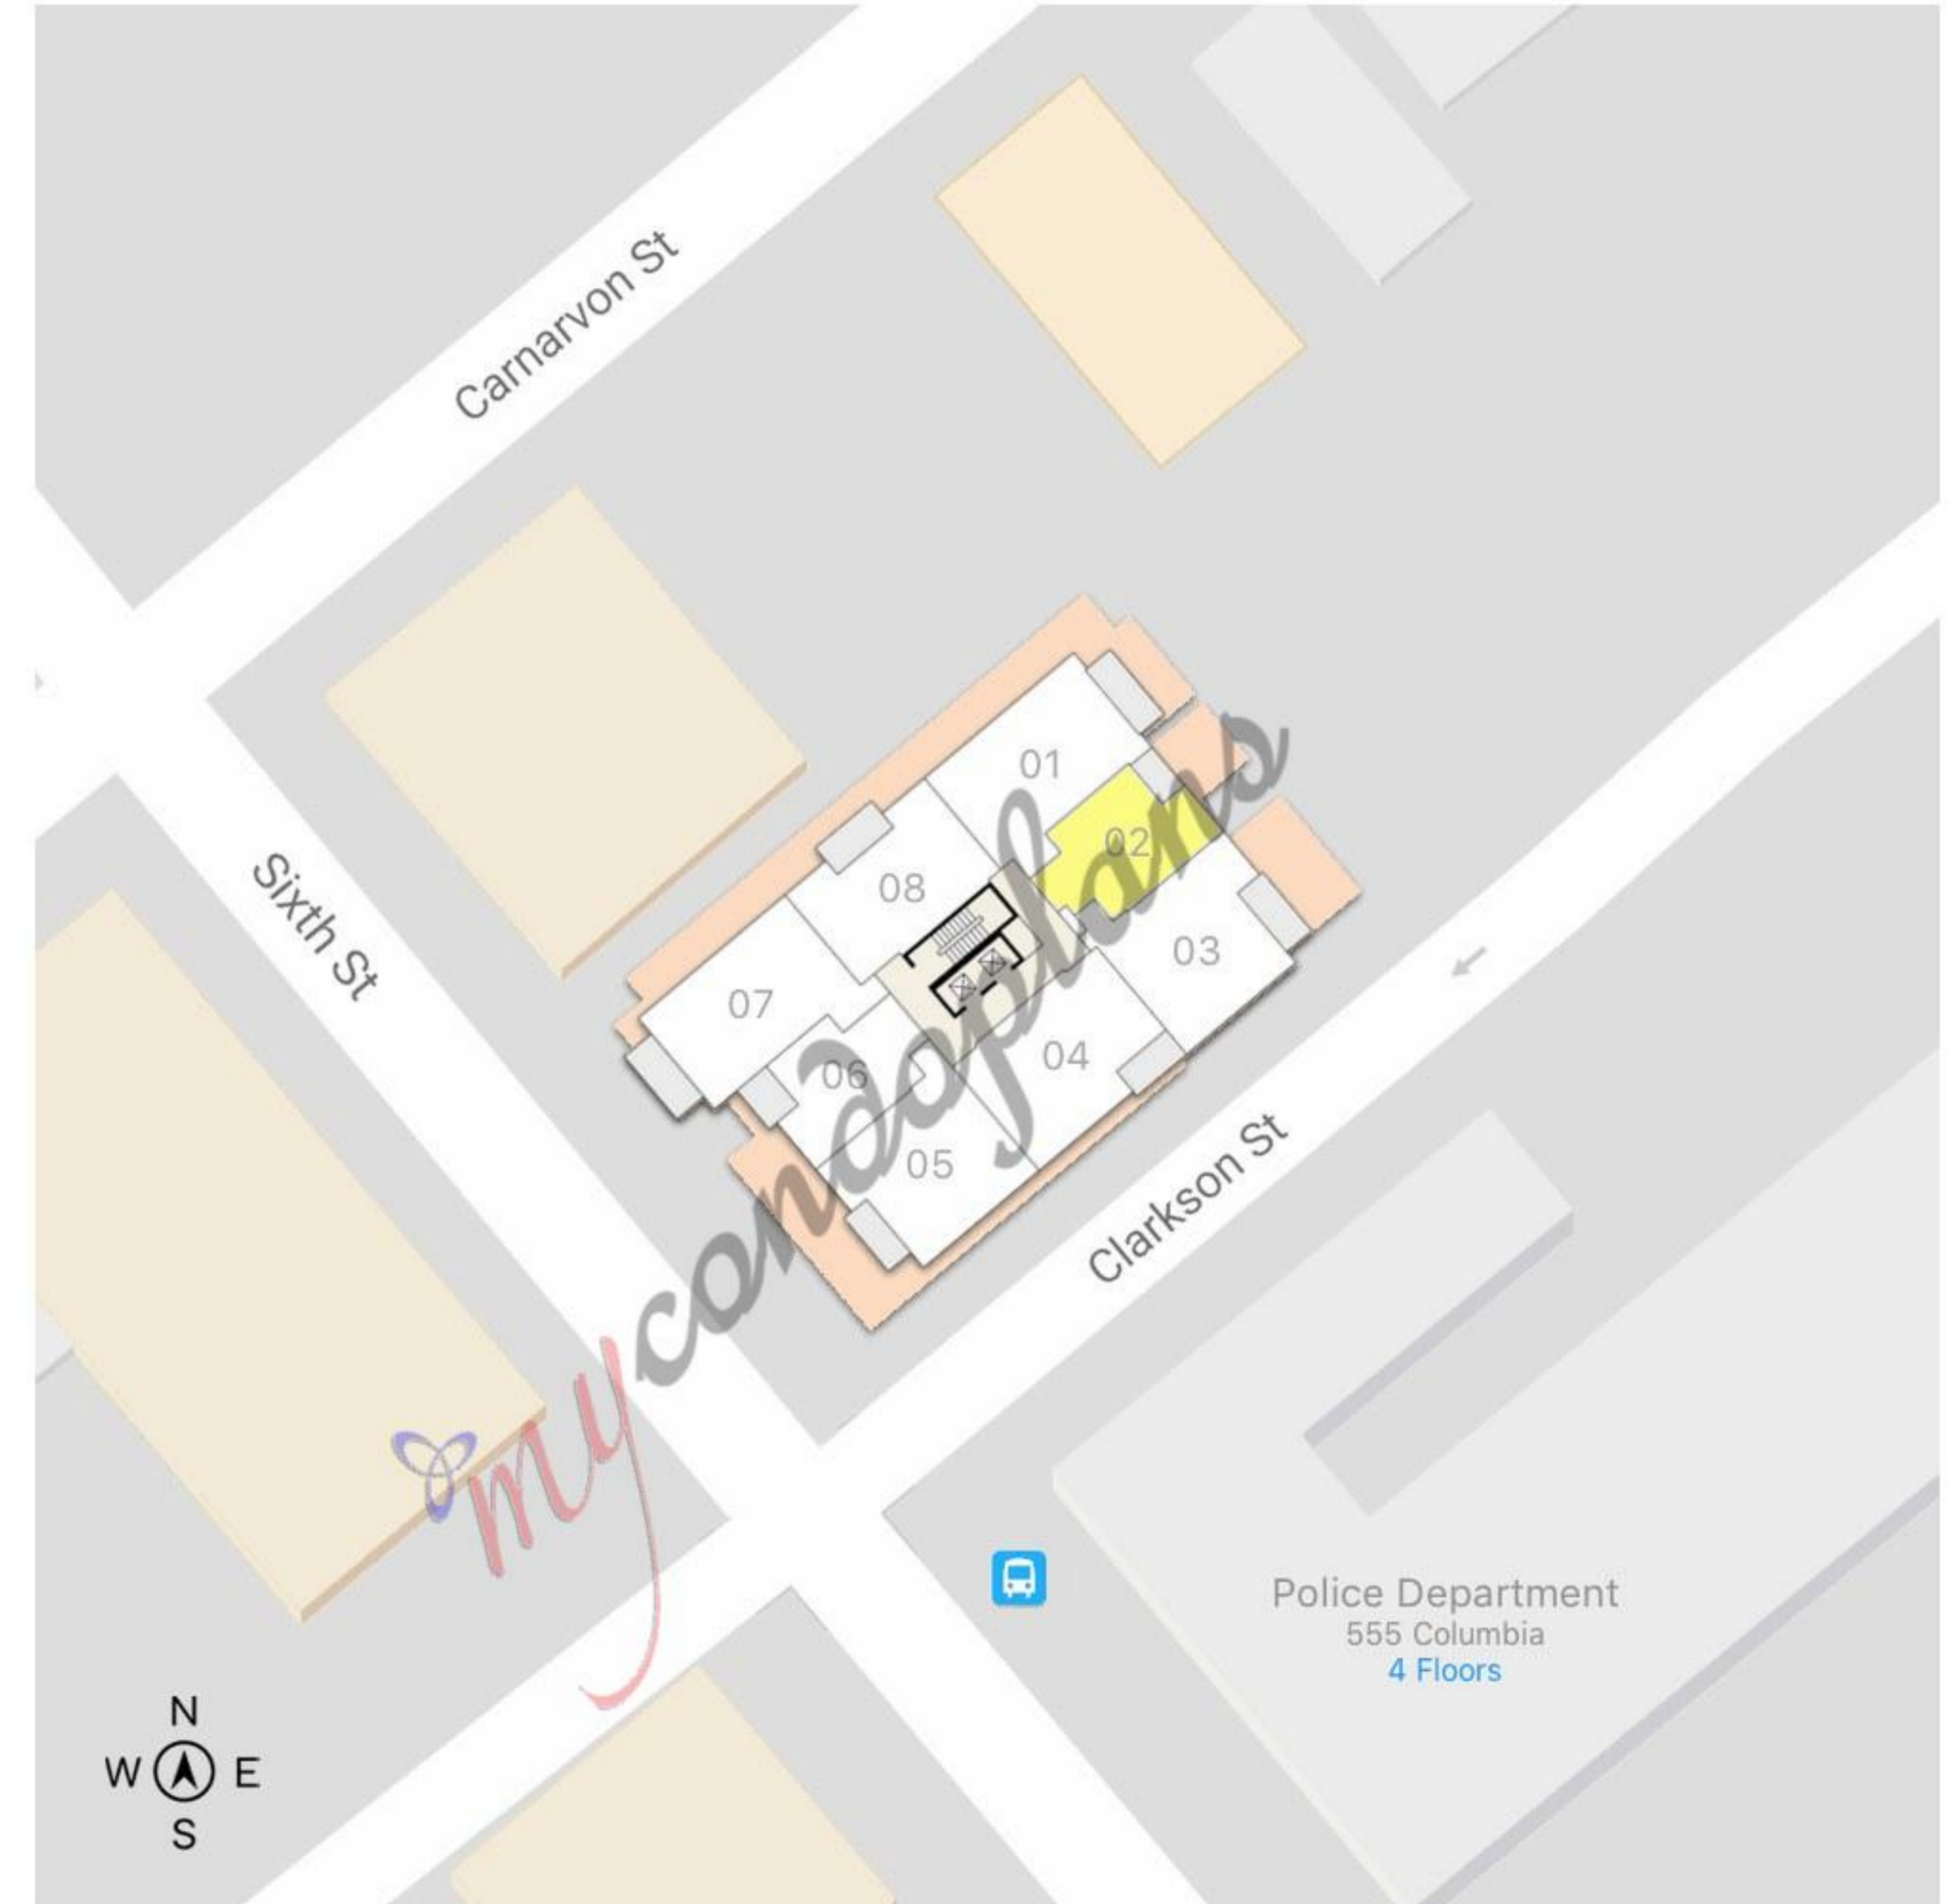 Carnarvon St
01
02
08
03
07
04
06
05
Sixth St
Clarkson St
mycondoplans
Police Department
555 Columbia
4 Floors
N
W E
S